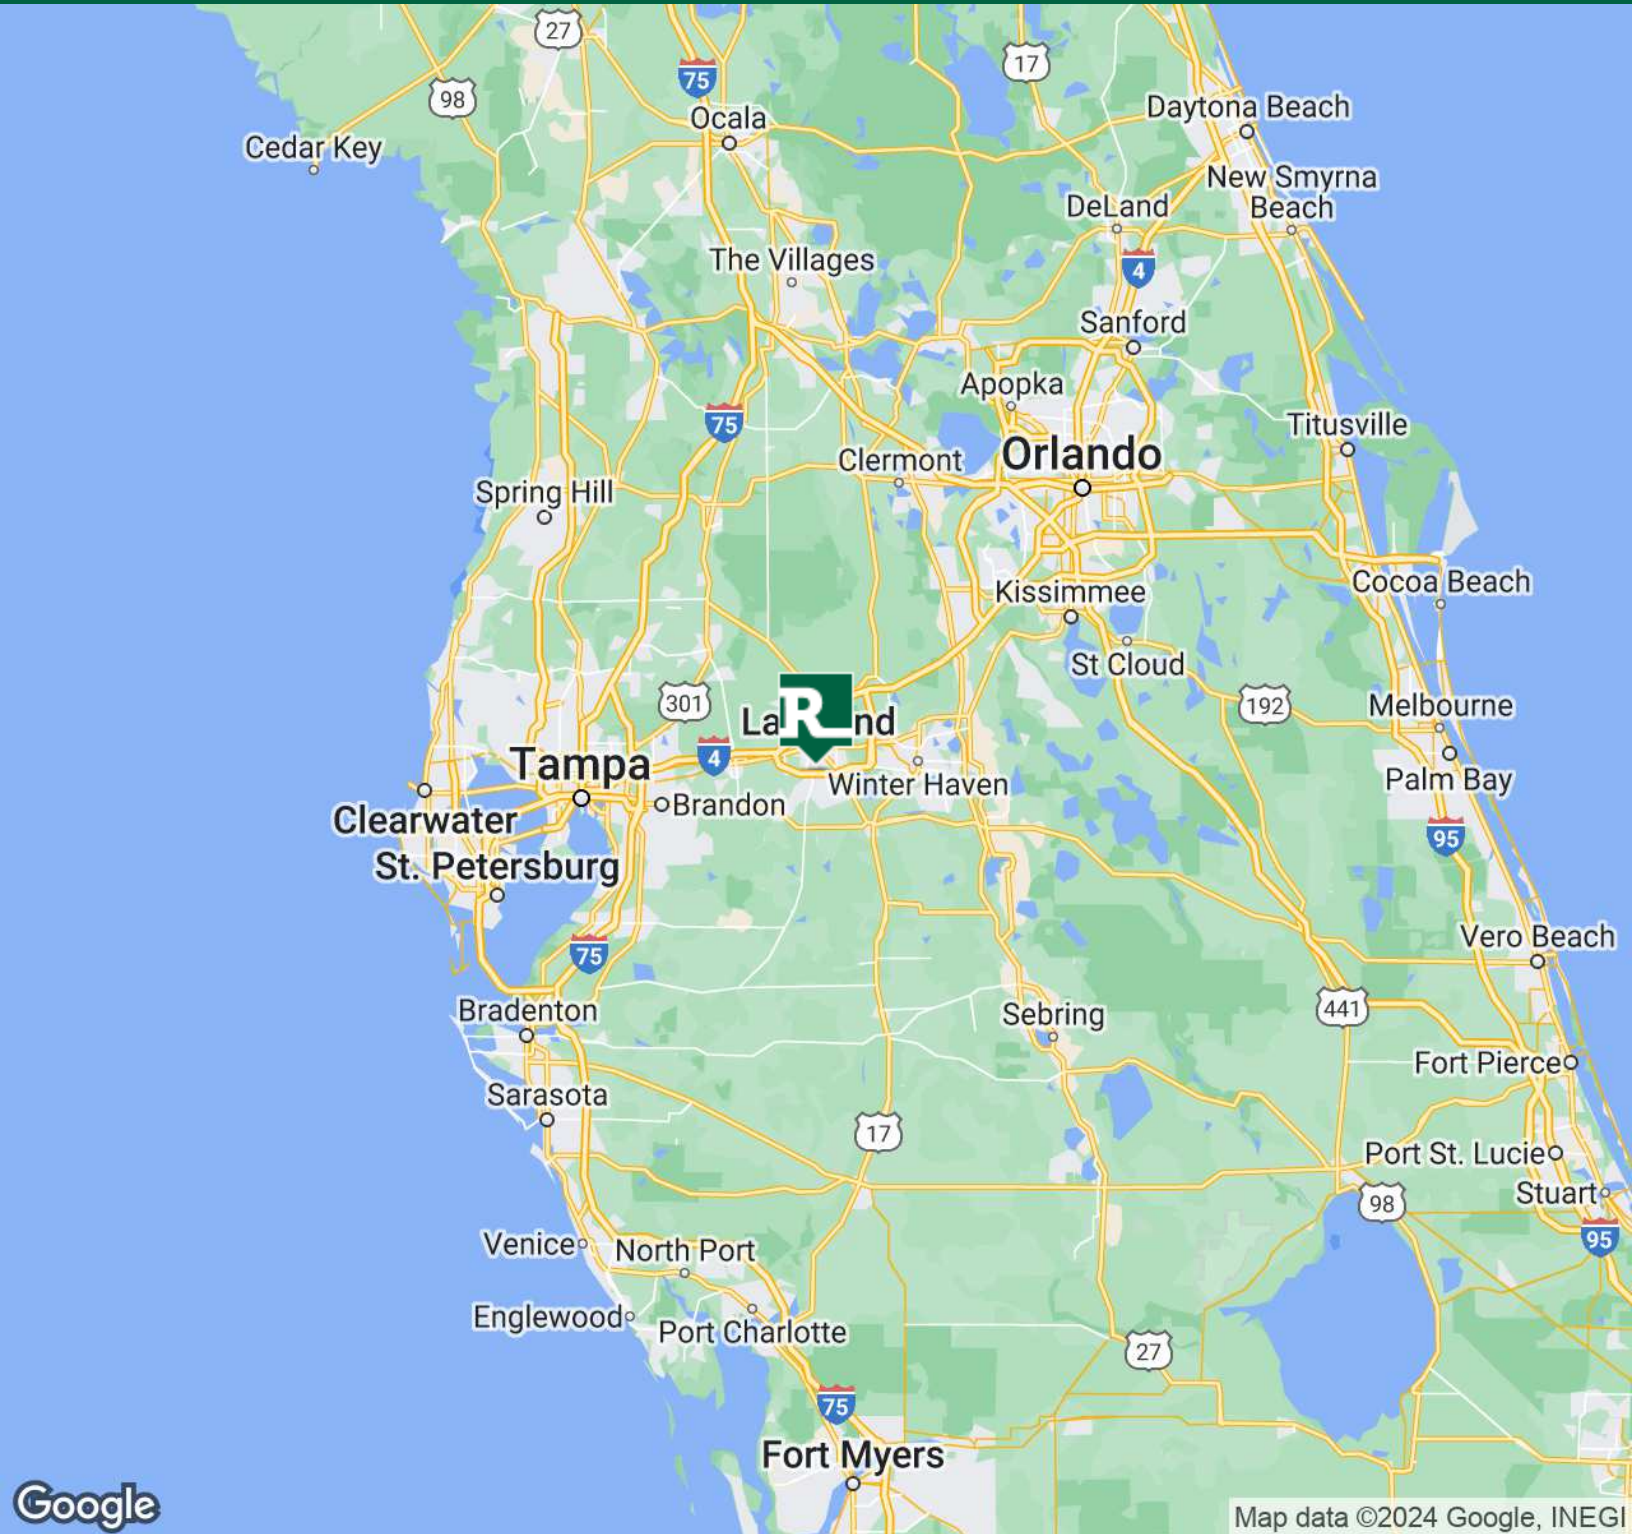 27
75
17
98
Ocala
Daytona Beach
Cedar Key
New Smyrna
Beach
DeLand
The Villages
4
Sanford
Apopka
75
Titusville
Orlando
Clermont
Spring Hill
Cocoa Beach
Kissimmee
St Cloud
301
192
Melbourne
R
La nd
Tampa
4
Winter Haven
Palm Bay
Brandon
Clearwater
95
St. Petersburg
Vero Beach
75
Bradenton
Sebring
441
Fort Pierce
Sarasota
17
Port St. Lucie
Stuart
98
95
Venice
North Port
Englewood
Port Charlotte
27
75
Fort Myers
Google
Map data ©2024 Google, INEGI